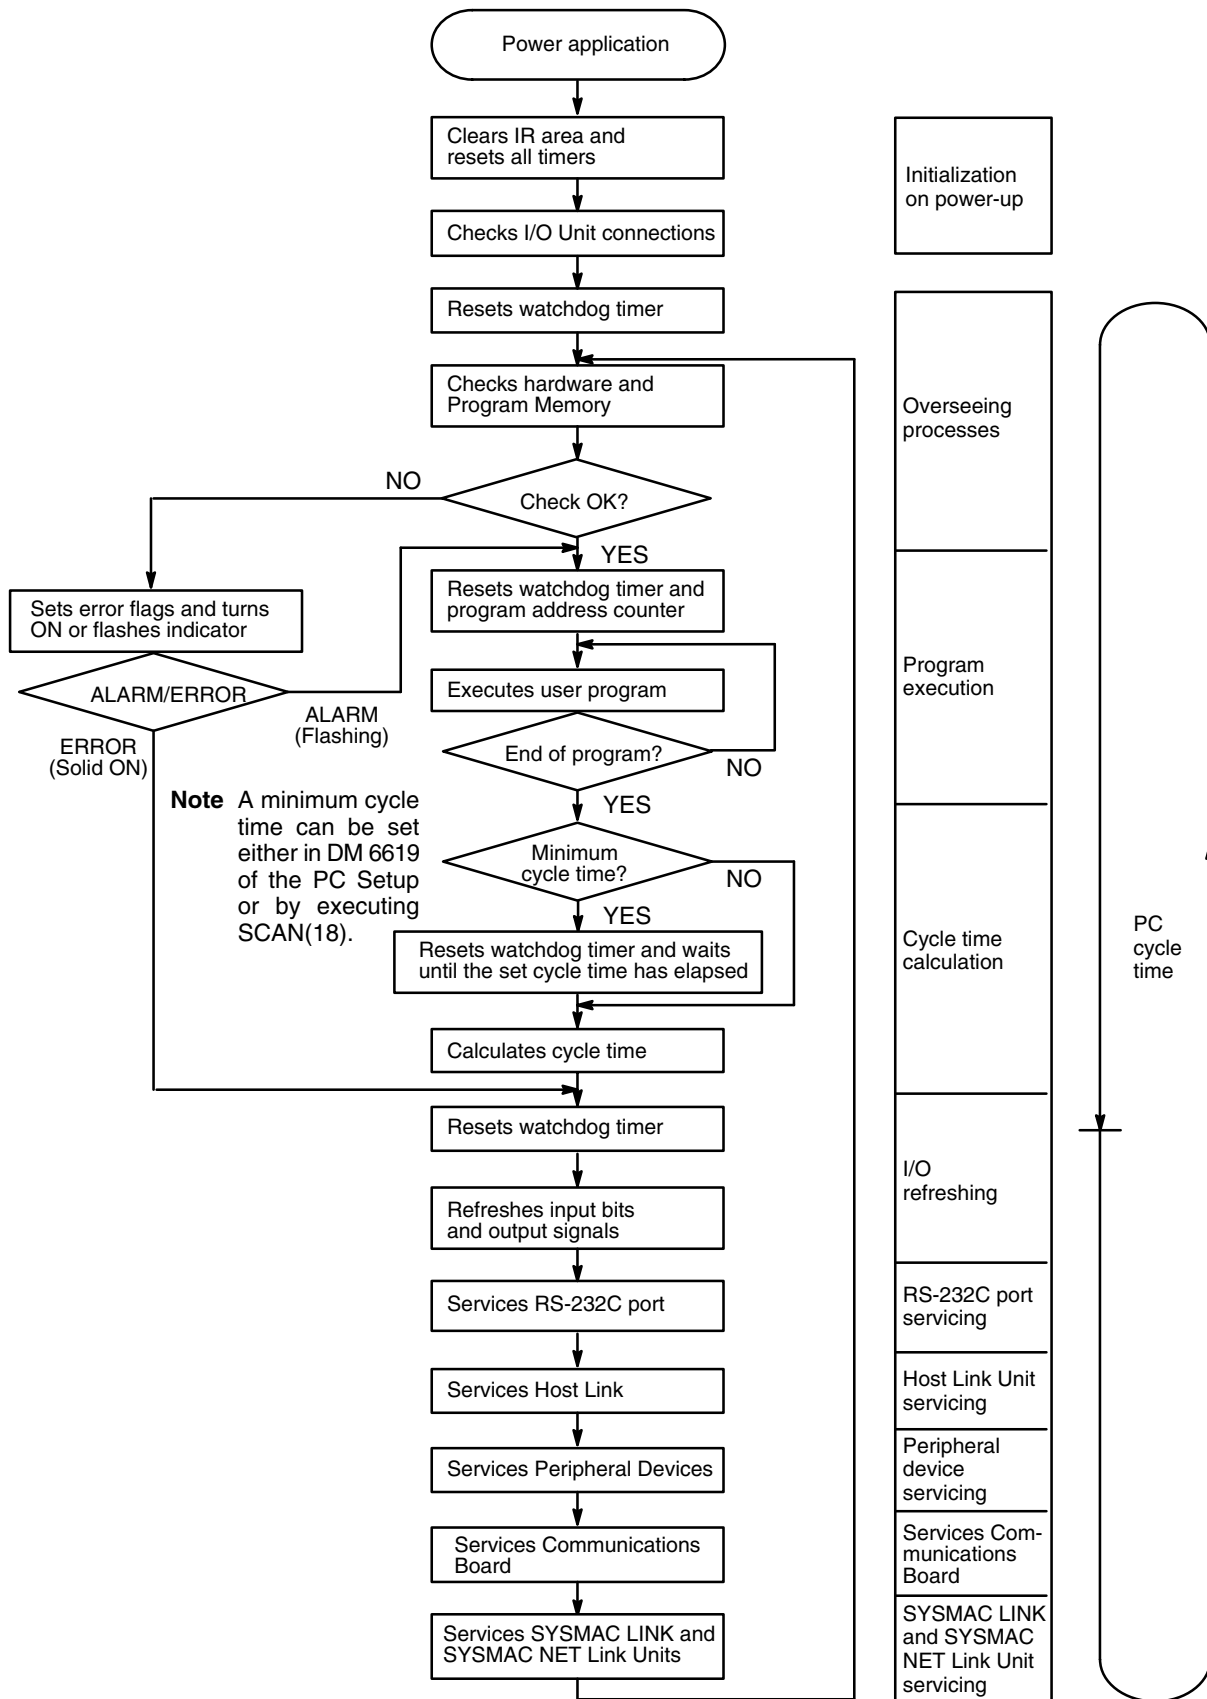 Power application
Clears IR area and
resets all timers
Checks I/O Unit connections
Resets watchdog timer
Checks hardware and
Program Memory
NO
Check OK?
YES
Sets error flags and turns
ON or flashes indicator
Resets watchdog timer and
program address counter
ALARM/ERROR
ALARM
(Flashing)
ERROR
(Solid ON)
Executes user program
End of program?
NO
YES
Note A minimum cycle
time can be set
either in DM 6619
of the PC Setup
or by executing
SCAN(18).
Minimum
cycle time?
NO
YES
Resets watchdog timer and waits
until the set cycle time has elapsed
Calculates cycle time
Resets watchdog timer
Refreshes input bits
and output signals
Services RS-232C port
Services Host Link
Services Peripheral Devices
Services Communications
Board
Services SYSMAC LINK and
SYSMAC NET Link Units
Initialization
on power-up
Overseeing
processes
Program
execution
Cycle time
calculation
I/O
refreshing
RS-232C port
servicing
Host Link Unit
servicing
Peripheral
device
servicing
Services Com-
munications
Board
SYSMAC LINK
and SYSMAC
NET Link Unit
servicing
PC
cycle
time